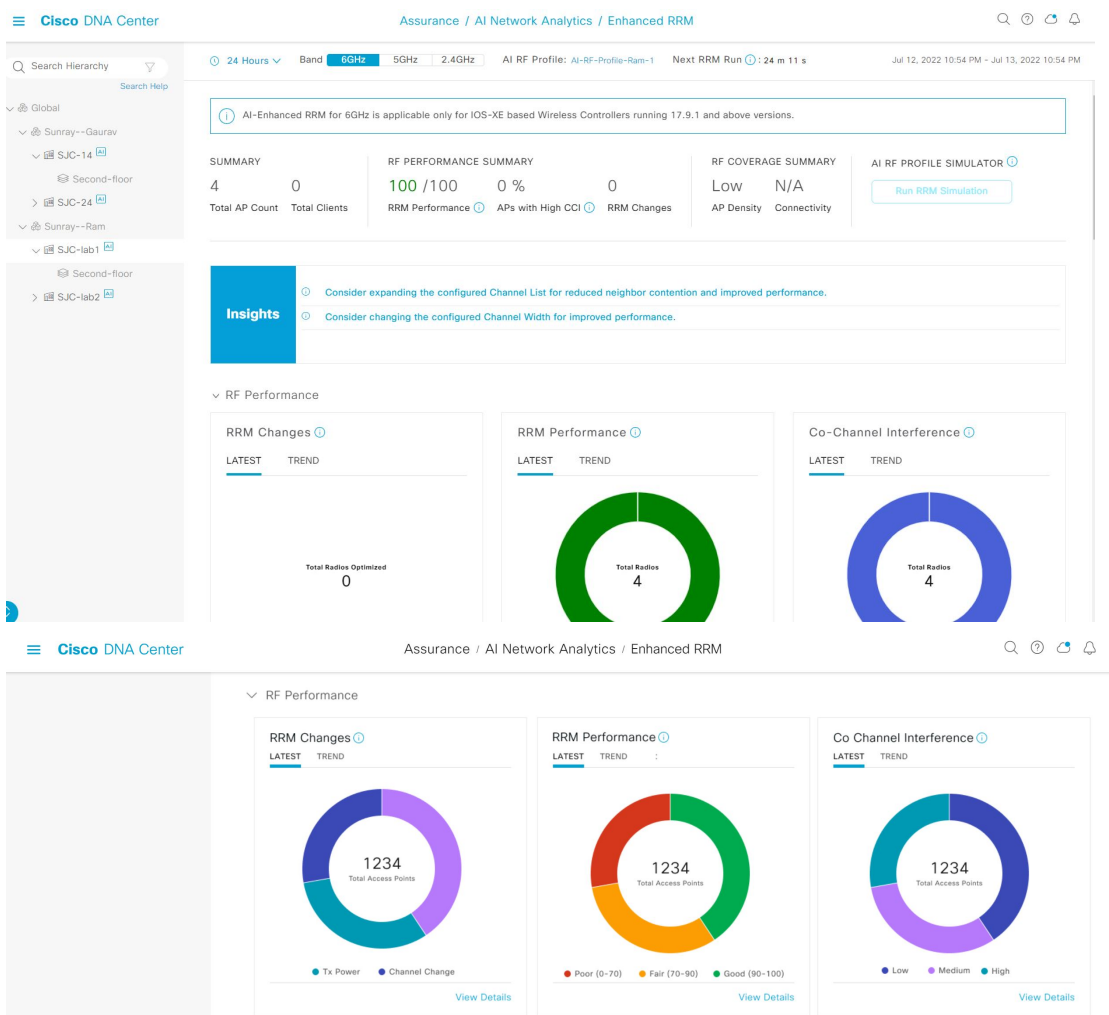 Cisco DNA Center
Assurance / AI Network Analytics / Enhanced RRM
Search Hierarchy
Search Help
Global
Sunray--Gaurav
SJC-14 AI
Second-floor
SJC-24 AI
Sunray--Ram
SJC-lab1 AI
Second-floor
SJC-lab2 AI
24 Hours Band 6GHz 5GHz 2.4GHz AI RF Profile: AI-RF-Profile-Ram-1 Next RRM Run : 24 m 11 s Jul 12, 2022 10:54 PM - Jul 13, 2022 10:54 PM
AI-Enhanced RRM for 6GHz is applicable only for IOS-XE based Wireless Controllers running 17.9.1 and above versions.
SUMMARY
4 0
Total AP Count Total Clients
RF PERFORMANCE SUMMARY
100 /100 0 % 0
RRM Performance APs with High CCI RRM Changes
RF COVERAGE SUMMARY
Low N/A
AP Density Connectivity
AI RF PROFILE SIMULATOR
Run RRM Simulation
Insights
Consider expanding the configured Channel List for reduced neighbor contention and improved performance.
Consider changing the configured Channel Width for improved performance.
RF Performance
RRM Changes
LATEST TREND
Total Radios Optimized
0
RRM Performance
LATEST TREND
Total Radios
4
Co-Channel Interference
LATEST TREND
Total Radios
4
Cisco DNA Center
Assurance / AI Network Analytics / Enhanced RRM
RF Performance
RRM Changes
LATEST TREND
1234
Total Access Points
Tx Power Channel Change
View Details
RRM Performance
LATEST TREND :
1234
Total Access Points
Poor (0-70) Fair (70-90) Good (90-100)
View Details
Co Channel Interference
LATEST TREND
1234
Total Access Points
Low Medium High
View Details